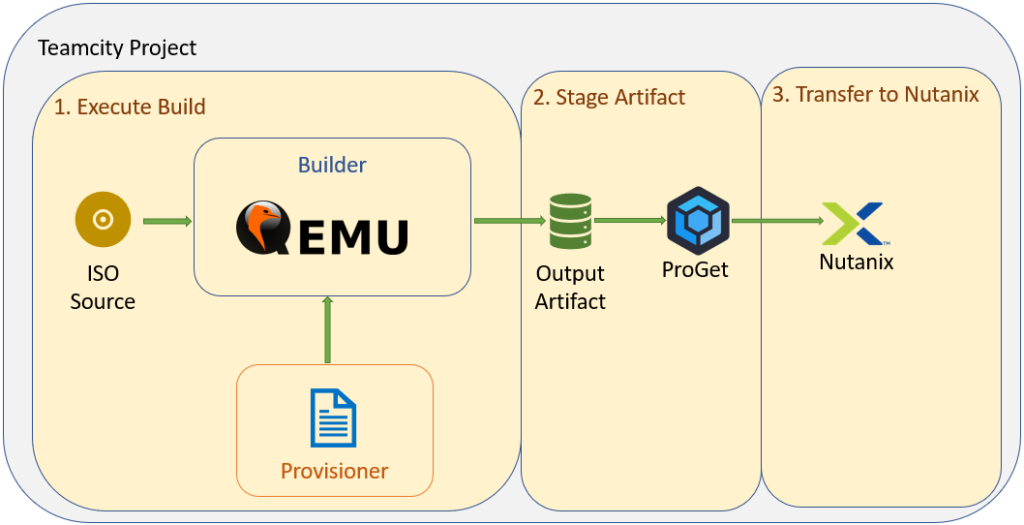 Teamcity Project
1. Execute Build
2. Stage Artifact
3. Transfer to Nutanix
Builder
QEMU
ISO
Source
Output
Artifact
ProGet
Nutanix
TM
Provisioner